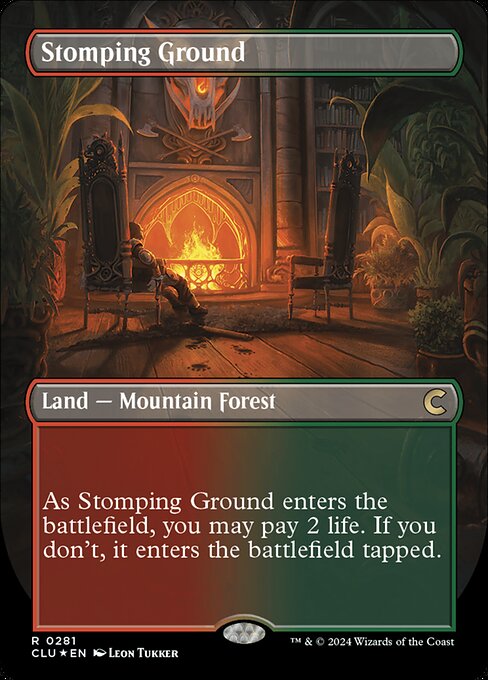 Stomping Ground
Land — Mountain Forest
As Stomping Ground enters the
battlefield, you may pay 2 life. If you
don't, it enters the battlefield tapped.
R 0281
CLU★EN Leon Tukker
™ & © 2024 Wizards of the Coast